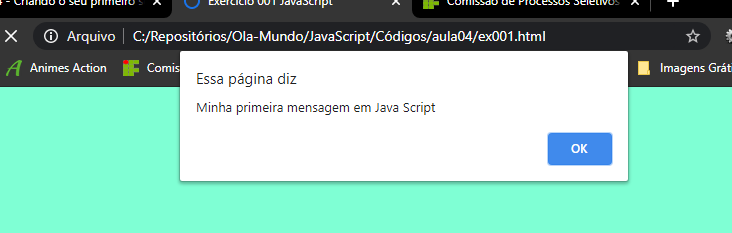 - Criando o seu primeiro s
Exercício 001 JavaScript
Comissão de Processos Seletivos
Arquivo
C:/Repositórios/Ola-Mundo/JavaScript/Códigos/aula04/ex001.html
Animes Action
Comis
Imagens Gráti
Essa página diz
Minha primeira mensagem em Java Script
OK